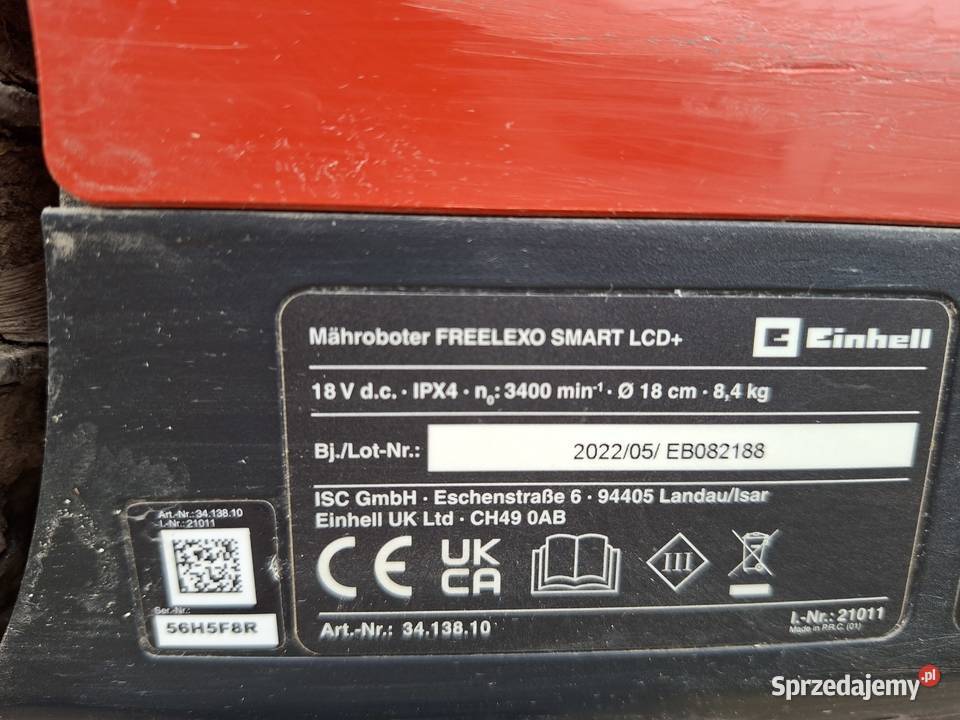 Mähroboter FREELEXO SMART LCD+
Einhell
18 V d.c. · IPX4 · n₀: 3400 min⁻¹ · Ø 18 cm · 8,4 kg
Bj./Lot-Nr.: 2022/05/ EB082188
ISC GmbH · Eschenstraße 6 · 94405 Landau/Isar
Einhell UK Ltd · CH49 0AB
CE UK CA III
Art.-Nr.: 34.138.10
I.-Nr.: 21011
Made in P.R.C. (01)
Art.-Nr.: 34.138.10
I.-Nr.: 21011
Ser.-Nr.:
56H5F8R
Sprzedajemy.pl